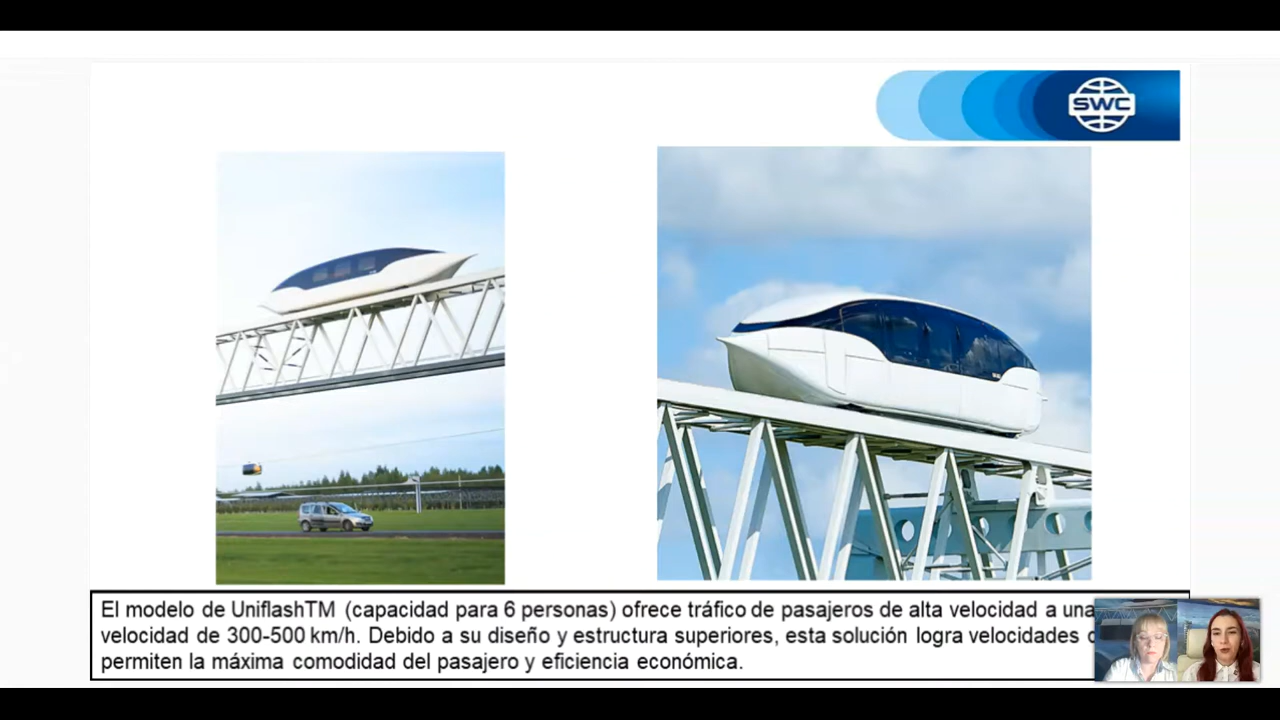 SWC
El modelo de UniflashTM (capacidad para 6 personas) ofrece tráfico de pasajeros de alta velocidad a una
velocidad de 300-500 km/h. Debido a su diseño y estructura superiores, esta solución logra velocidades
permiten la máxima comodidad del pasajero y eficiencia económica.